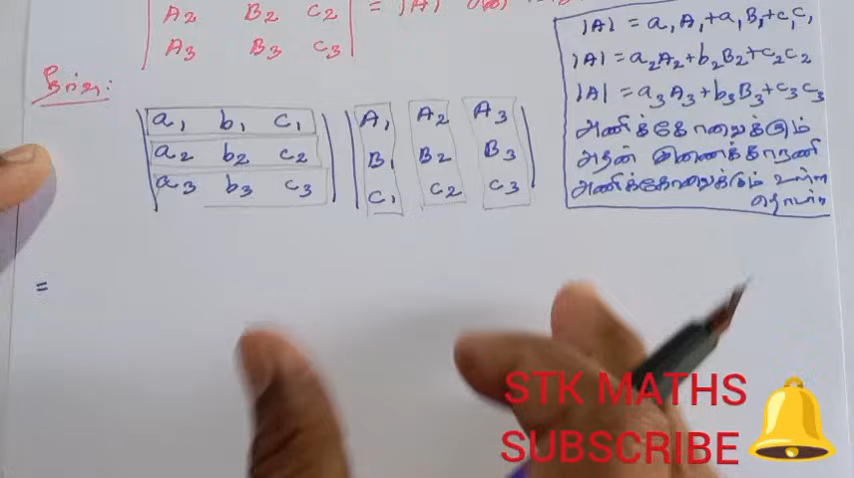 A2 B2 C2 = |A|
A3 B3 C3
தீர்வு:
a1 b1 c1 A1 A2 A3
a2 b2 c2 B1 B2 B3
a3 b3 c3 C1 C2 C3
=
|A| = a1A1+a1B1+c1C1
|A| = a2A2+b2B2+c2C2
|A| = a3A3+b3B3+c3C3
அணிக்கோவைக்கும்
அதன் இணைக்காரணி
அணிக்கோவைக்கும் உள்ள
தொடர்பு
STK MATHS
SUBSCRIBE